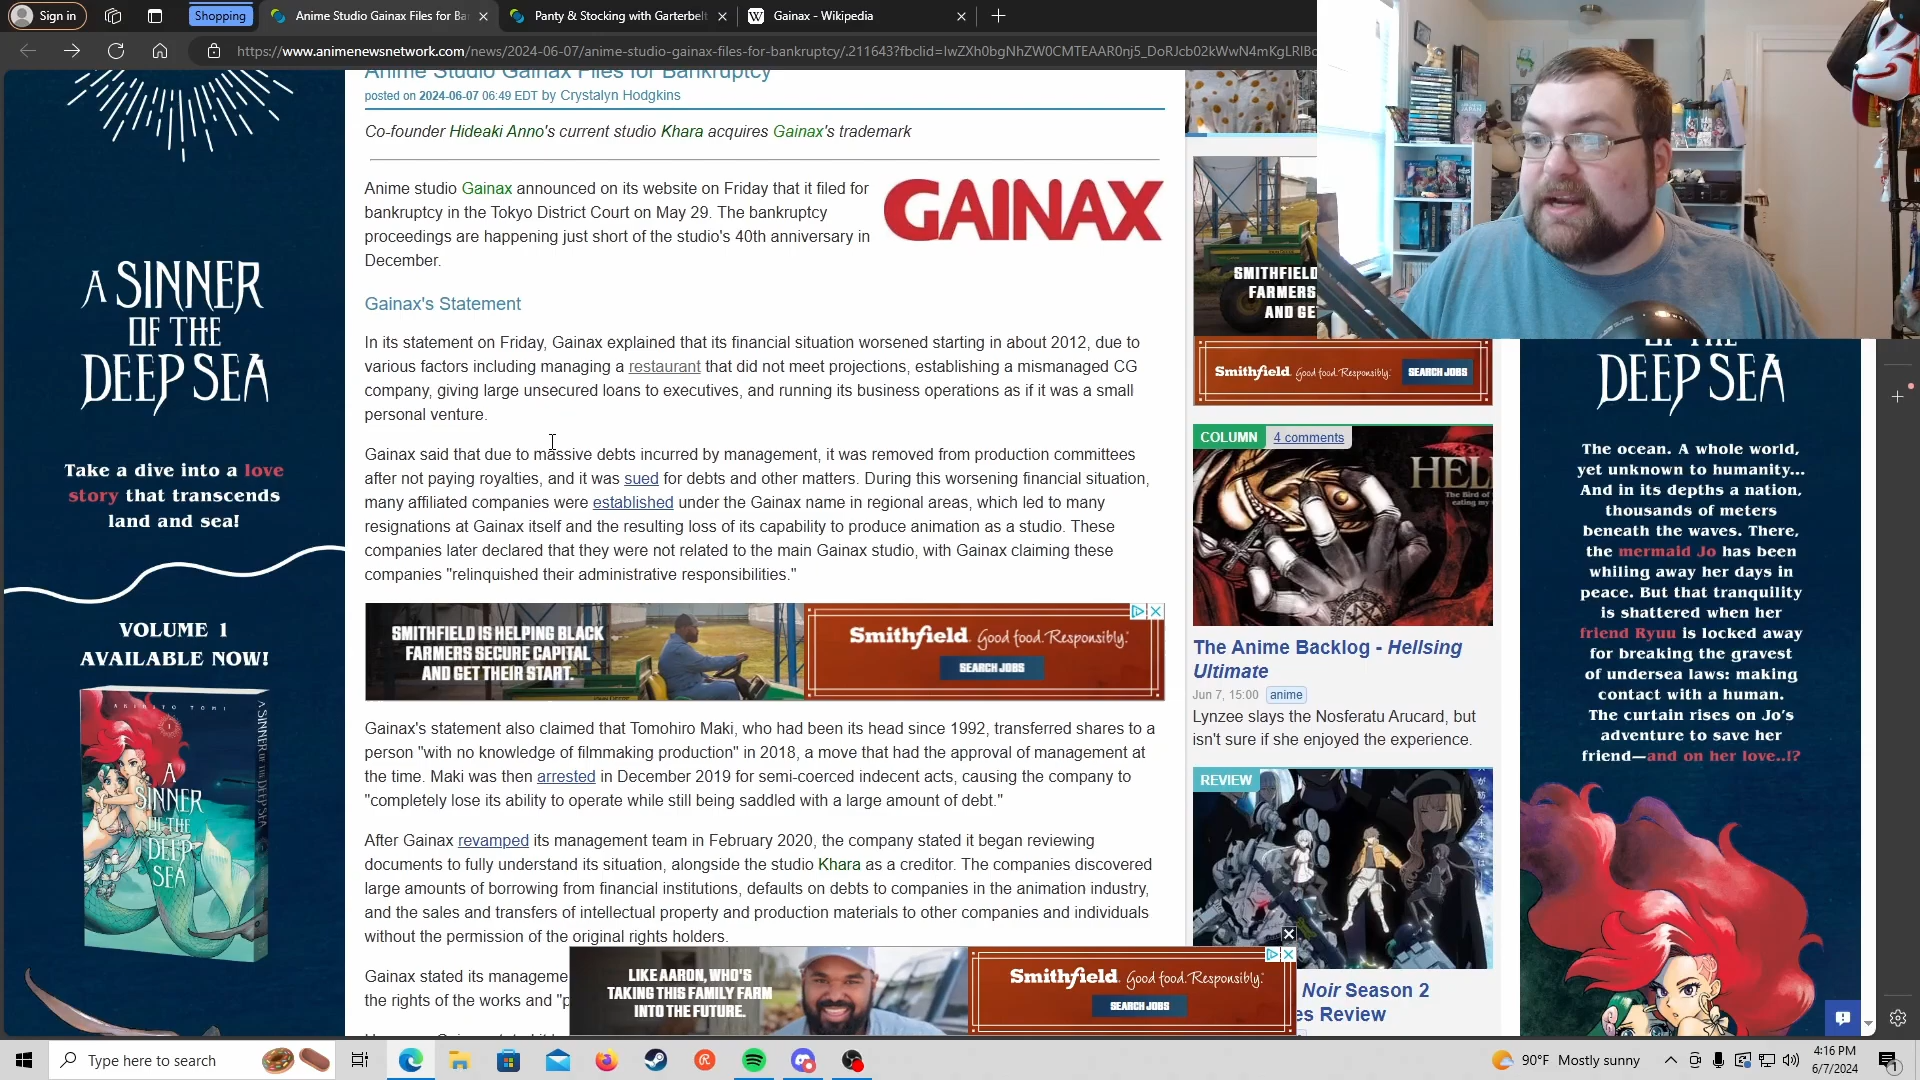 Sign in
Shopping
Anime Studio Gainax Files for Ba
Panty & Stocking with Garterbelt
Gainax - Wikipedia
https://www.animenewsnetwork.com/news/2024-06-07/anime-studio-gainax-files-for-bankruptcy/.211643?fbclid=
Anime Studio Gainax Files for Bankruptcy
posted on 2024-06-07 06:49 EDT by Crystalyn Hodgkins
Co-founder Hideaki Anno's current studio Khara acquires Gainax's trademark
Anime studio Gainax announced on its website on Friday that it filed for
bankruptcy in the Tokyo District Court on May 29. The bankruptcy
proceedings are happening just short of the studio's 40th anniversary in
December.
GAINAX
Gainax's Statement
In its statement on Friday, Gainax explained that its financial situation worsened starting in about 2012, due to
various factors including managing a restaurant that did not meet projections, establishing a mismanaged CG
company, giving large unsecured loans to executives, and running its business operations as if it was a small
personal venture.
Gainax said that due to massive debts incurred by management, it was removed from production committees
after not paying royalties, and it was sued for debts and other matters. During this worsening financial situation,
many affiliated companies were established under the Gainax name in regional areas, which led to many
resignations at Gainax itself and the resulting loss of its capability to produce animation as a studio. These
companies later declared that they were not related to the main Gainax studio, with Gainax claiming these
companies "relinquished their administrative responsibilities."
SMITHFIELD IS HELPING BLACK
FARMERS SECURE CAPITAL
AND GET THEIR START.
Smithfield. Good food. Responsibly.
SEARCH JOBS
Gainax's statement also claimed that Tomohiro Maki, who had been its head since 1992, transferred shares to a
person "with no knowledge of filmmaking production" in 2018, a move that had the approval of management at
the time. Maki was then arrested in December 2019 for semi-coerced indecent acts, causing the company to
"completely lose its ability to operate while still being saddled with a large amount of debt."
After Gainax revamped its management team in February 2020, the company stated it began reviewing
documents to fully understand its situation, alongside the studio Khara as a creditor. The companies discovered
large amounts of borrowing from financial institutions, defaults on debts to companies in the animation industry,
and the sales and transfers of intellectual property and production materials to other companies and individuals
without the permission of the original rights holders.
Gainax stated its manageme
the rights of the works and "p
LIKE AARON, WHO'S
TAKING THIS FAMILY FARM
INTO THE FUTURE.
Smithfield. Good food. Responsibly.
SEARCH JOBS
A SINNER
OF THE
DEEP SEA
Take a dive into a love
story that transcends
land and sea!
VOLUME 1
AVAILABLE NOW!
AKIHITO TOMI
A
SINNER
OF THE
DEEP
SEA
A SINNER OF THE DEEP SEA
SMITHFIELD
FARMERS
AND GE
Smithfield. Good food. Responsibly.
SEARCH JOBS
COLUMN
4 comments
HEL
The Anime Backlog - Hellsing
Ultimate
Jun 7, 15:00 anime
Lynzee slays the Nosferatu Arucard, but
isn't sure if she enjoyed the experience.
REVIEW
Noir Season 2
es Review
OF THE
DEEP SEA
The ocean. A whole world,
yet unknown to humanity...
And in its depths a nation,
thousands of meters
beneath the waves. There,
the mermaid Jo has been
whiling away her days in
peace. But that tranquility
is shattered when her
friend Ryuu is locked away
for breaking the gravest
of undersea laws: making
contact with a human.
The curtain rises on Jo's
adventure to save her
friend—and on her love..!?
Type here to search
90°F Mostly sunny
4:16 PM
6/7/2024
1